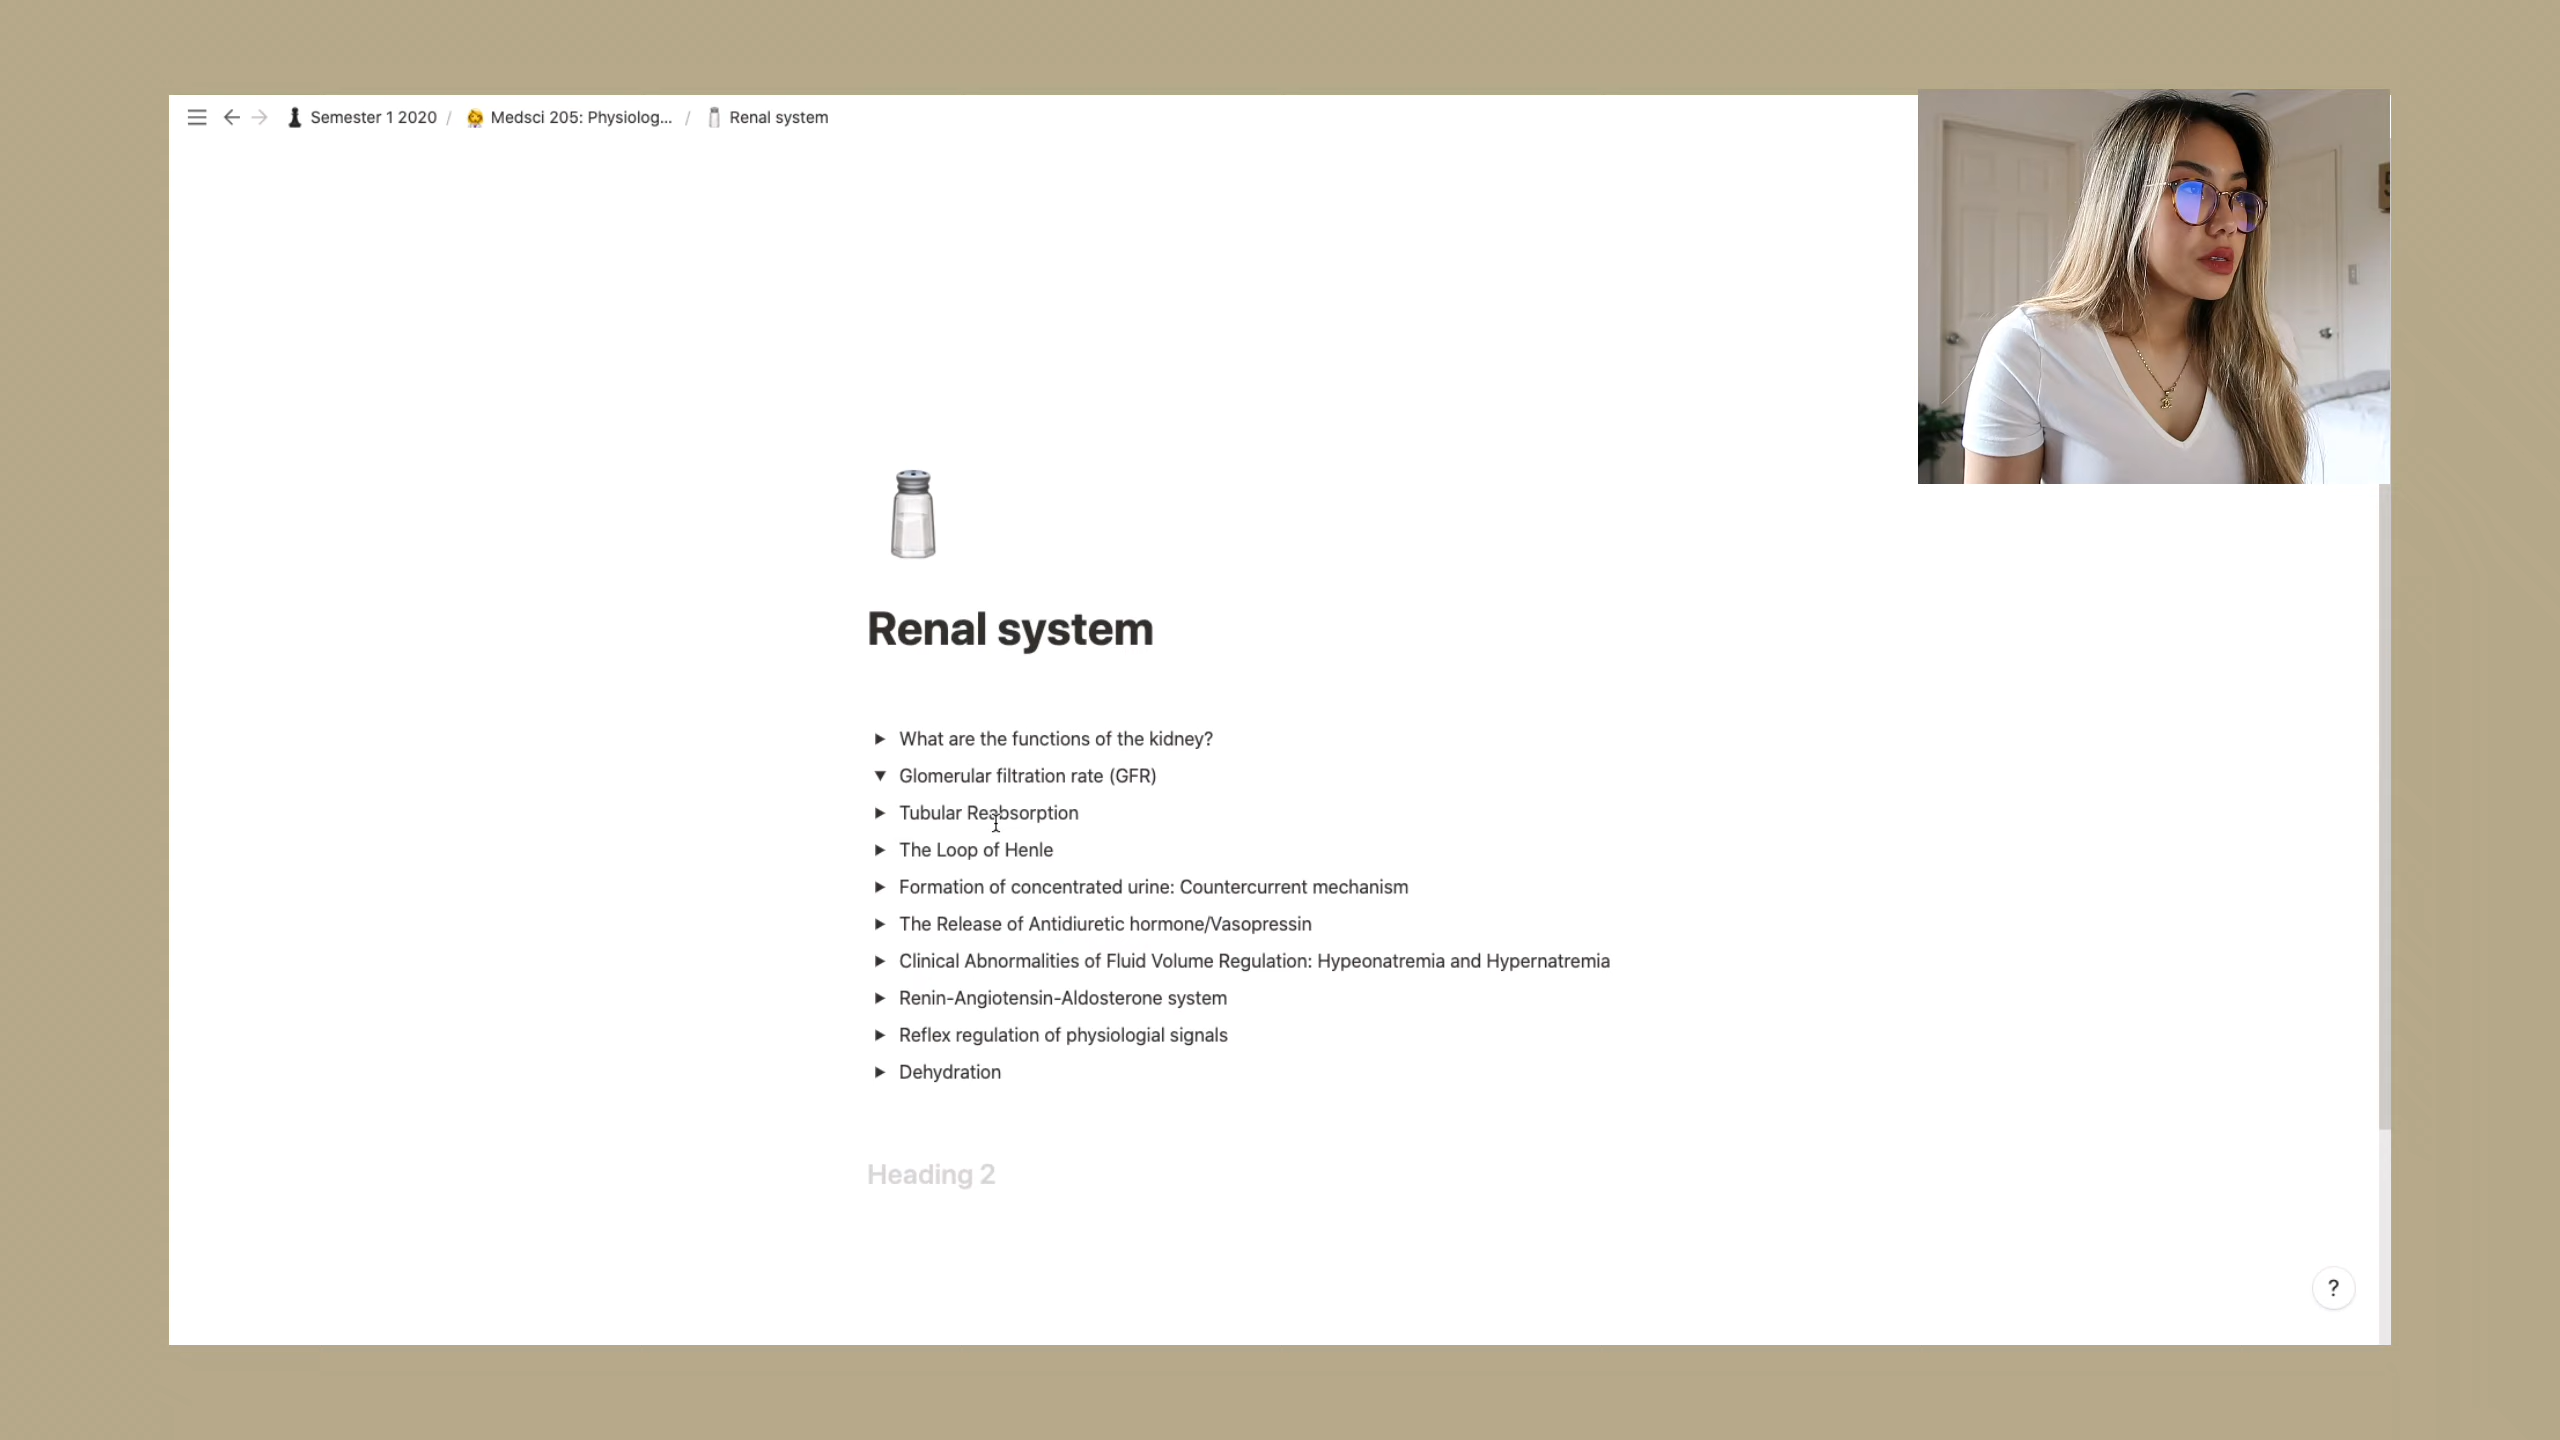 Semester 1 2020 / Medsci 205: Physiolog... / Renal system
Renal system
What are the functions of the kidney?
Glomerular filtration rate (GFR)
Tubular Reabsorption
The Loop of Henle
Formation of concentrated urine: Countercurrent mechanism
The Release of Antidiuretic hormone/Vasopressin
Clinical Abnormalities of Fluid Volume Regulation: Hypeonatremia and Hypernatremia
Renin-Angiotensin-Aldosterone system
Reflex regulation of physiologial signals
Dehydration
Heading 2
?